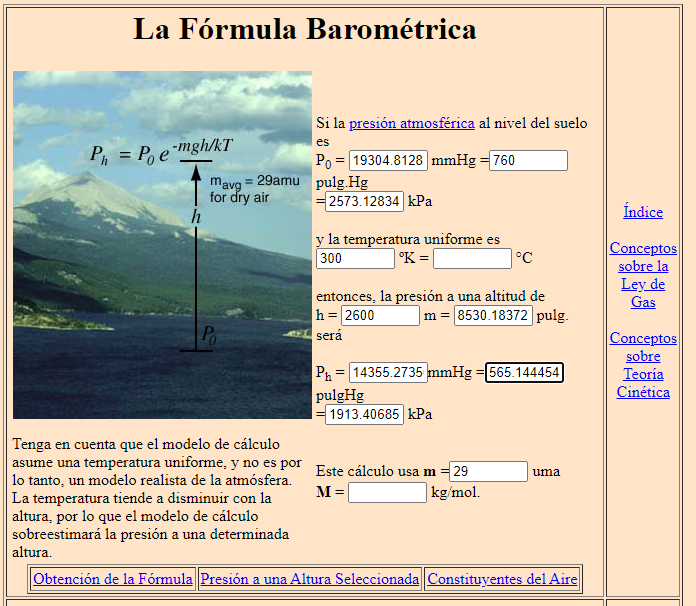 La Fórmula Barométrica
P_h = P_0 e^-mgh/kT
m_avg = 29amu
for dry air
h
P_0
Si la presión atmosférica al nivel del suelo
es
P_0 = 19304.8128 mmHg = 760
pulg.Hg
= 2573.12834 kPa
y la temperatura uniforme es
300 °K = °C
entonces, la presión a una altitud de
h = 2600 m = 8530.18372 pulg.
será
P_h = 14355.2735 mmHg = 565.144454
pulgHg
= 1913.40685 kPa
Este cálculo usa m = 29 uma
M = kg/mol.
Tenga en cuenta que el modelo de cálculo
asume una temperatura uniforme, y no es por
lo tanto, un modelo realista de la atmósfera.
La temperatura tiende a disminuir con la
altura, por lo que el modelo de cálculo
sobreestimará la presión a una determinada
altura.
Obtención de la Fórmula Presión a una Altura Seleccionada Constituyentes del Aire
Índice
Conceptos
sobre la
Ley de
Gas
Conceptos
sobre
Teoría
Cinética